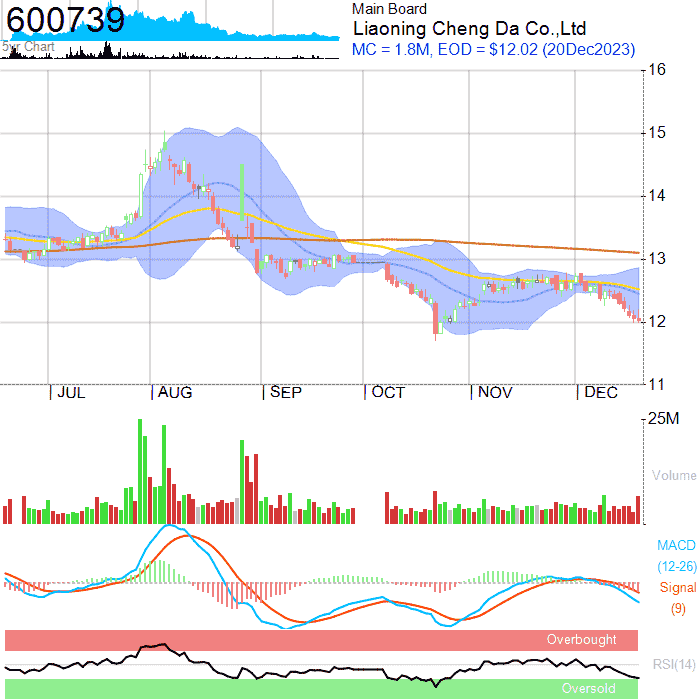 600739
5yr Chart
Main Board
Liaoning Cheng Da Co.,Ltd
MC = 1.8M, EOD = $12.02 (20Dec2023)
16
15
14
13
12
11
JUL AUG SEP OCT NOV DEC
25M
Volume
MACD
(12-26)
Signal
(9)
Overbought
RSI(14)
Oversold